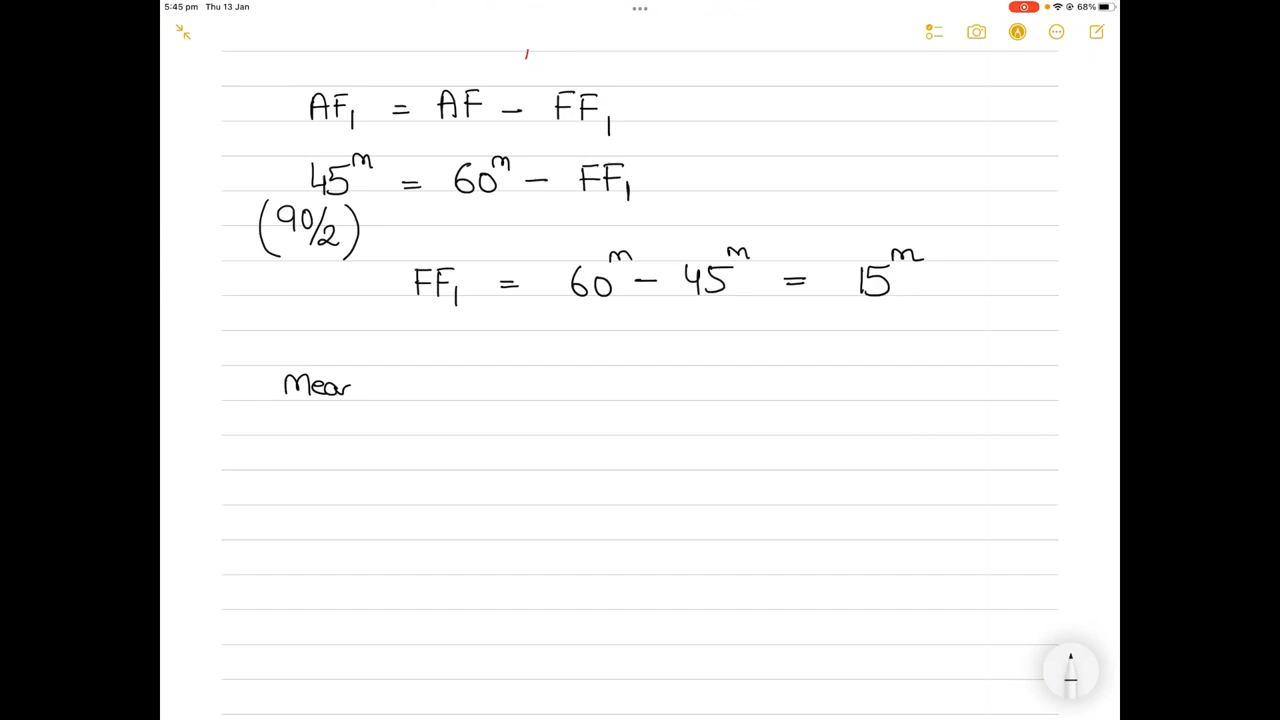 5:45 pm Thu 13 Jan 68%
AF₁ = AF − FF₁
45ᵐ = 60ᵐ − FF₁
(90/2)
FF₁ = 60ᵐ − 45ᵐ = 15ᵐ
Mear